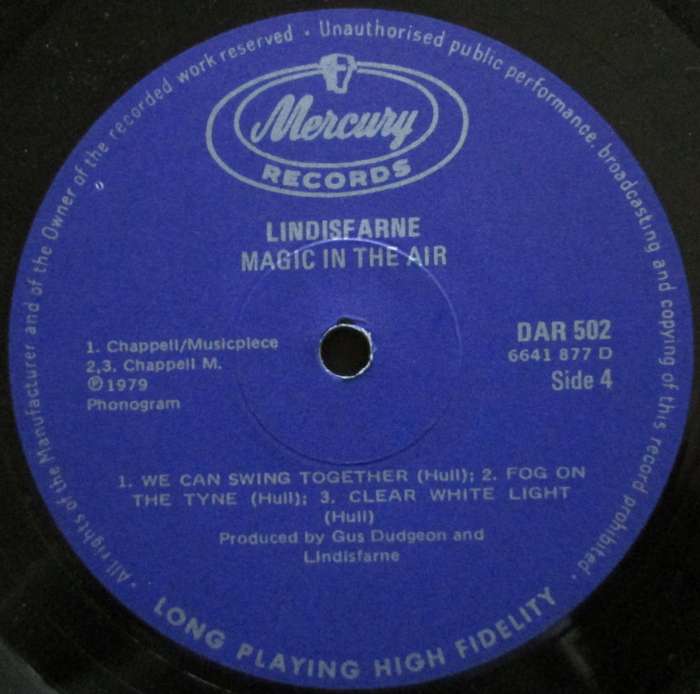 · All rights of the Manufacturer and of the Owner of the recorded work reserved · Unauthorised public performance, broadcasting and copying of this record prohibited ·
Mercury
RECORDS
LINDISFARNE
MAGIC IN THE AIR
1. Chappell/Musicpiece
2,3. Chappell M.
℗ 1979
Phonogram
DAR 502
6641 877 D
Side 4
1. WE CAN SWING TOGETHER (Hull); 2. FOG ON
THE TYNE (Hull); 3. CLEAR WHITE LIGHT
(Hull)
Produced by Gus Dudgeon and
Lindisfarne
LONG PLAYING HIGH FIDELITY